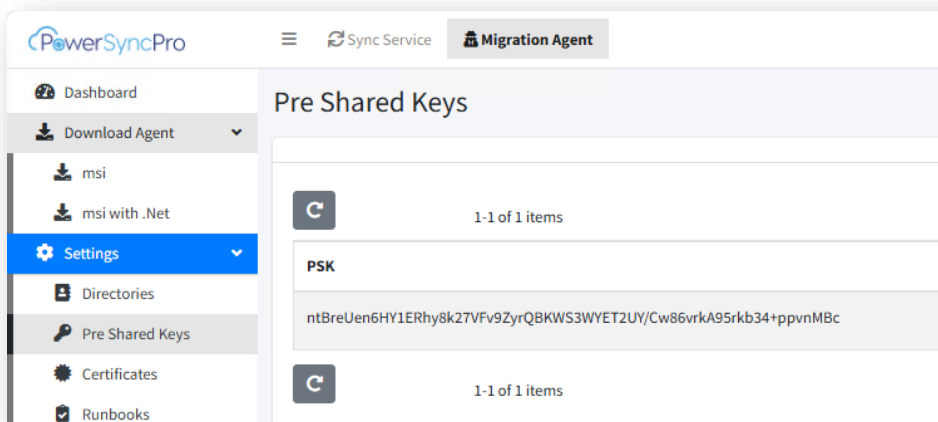 PowerSyncPro
Sync Service
Migration Agent
Dashboard
Download Agent
msi
msi with .Net
Settings
Directories
Pre Shared Keys
Certificates
Runbooks
Pre Shared Keys
1-1 of 1 items
PSK
ntBreUen6HY1ERhy8k27VFv9ZyrQBKWS3WYET2UY/Cw86vrkA95rkb34+ppvnMBc
1-1 of 1 items